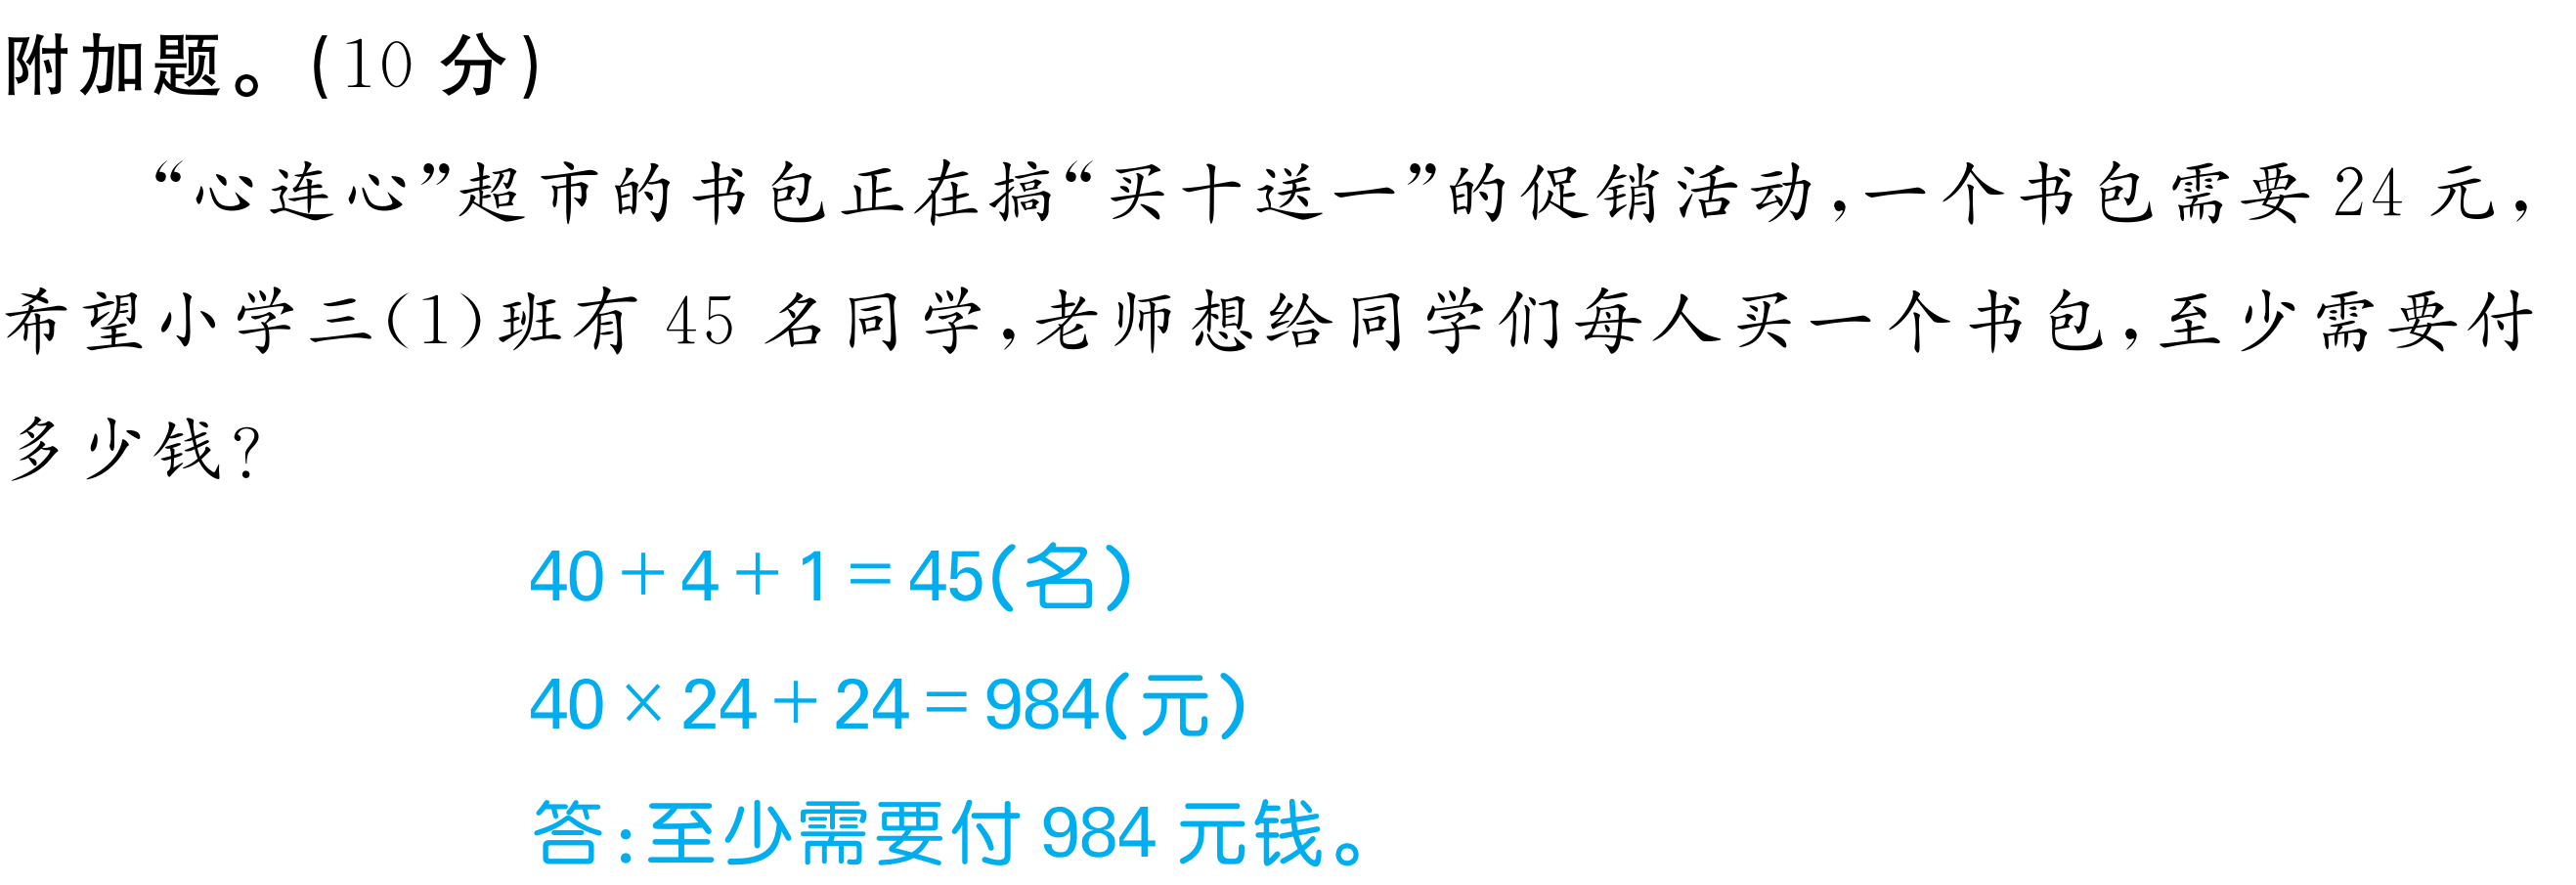 附加题。(10 分)
“心连心”超市的书包正在搞“买十送一”的促销活动,一个书包需要 24 元,
希望小学三(1)班有 45 名同学,老师想给同学们每人买一个书包,至少需要付
多少钱?
40 + 4 + 1 = 45(名)
40 × 24 + 24 = 984(元)
答:至少需要付 984 元钱。